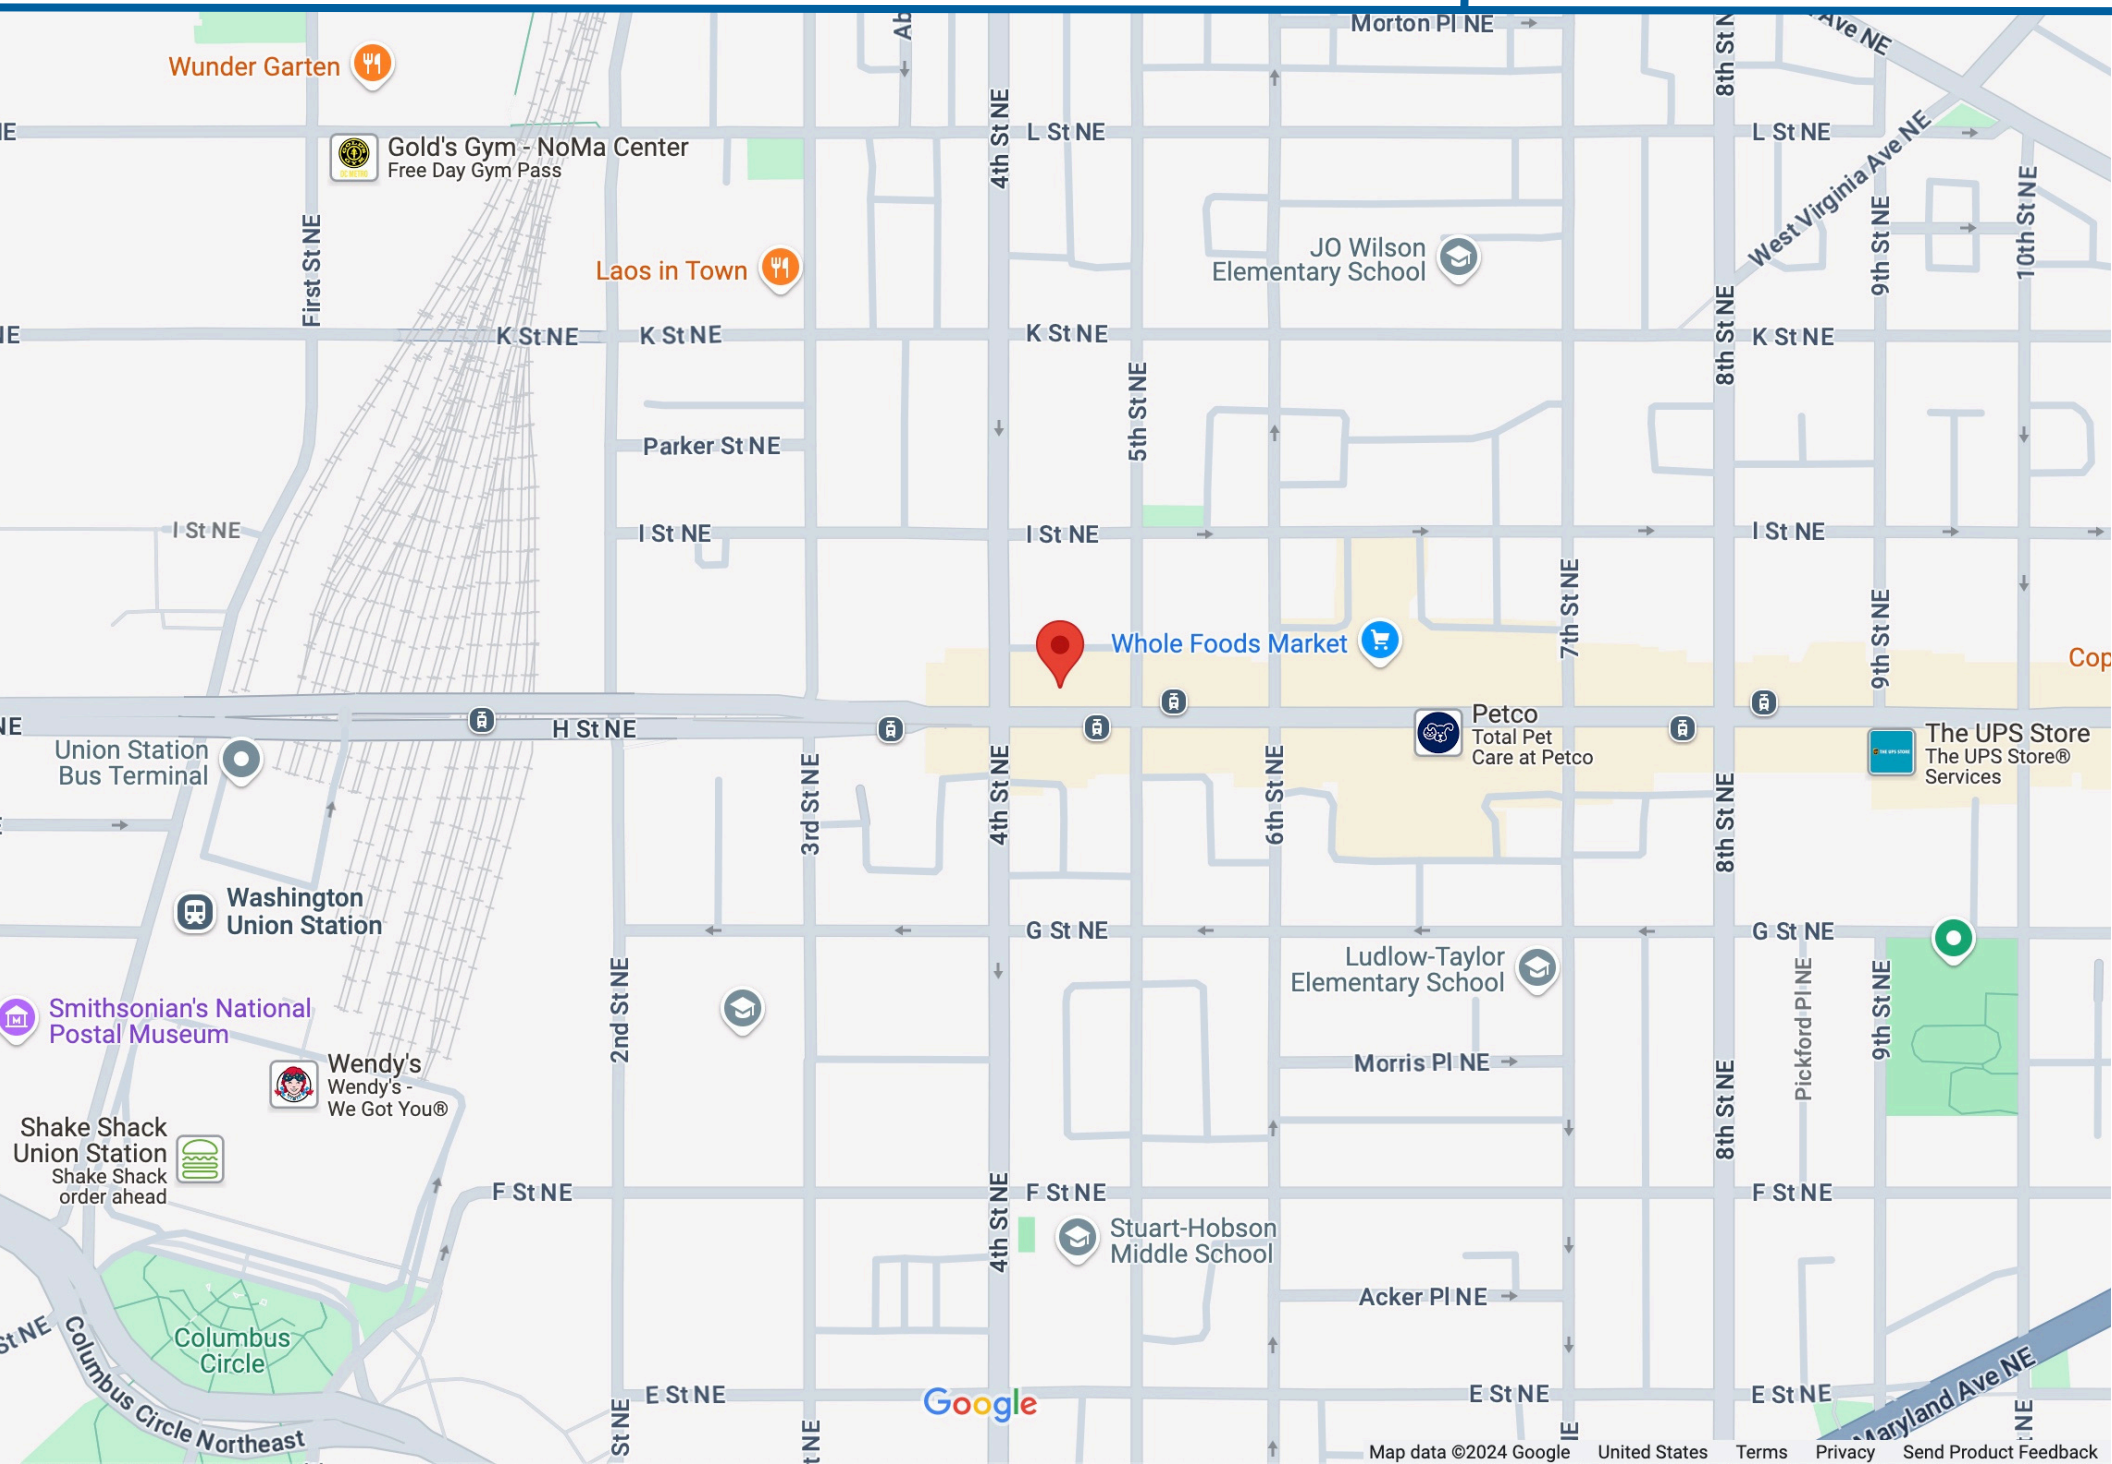 Morton Pl NE
Ave NE
Ab
8th St N
Wunder Garten
4th St NE
L St NE
L St NE
West Virginia Ave NE
Gold's Gym - NoMa Center
Free Day Gym Pass
First St NE
10th St NE
9th St NE
JO Wilson
Elementary School
Laos in Town
8th St NE
K St NE
K St NE
K St NE
K St NE
5th St NE
Parker St NE
I St NE
I St NE
I St NE
I St NE
7th St NE
9th St NE
Whole Foods Market
Cop
NE
H St NE
Petco
Total Pet
Care at Petco
The UPS Store
The UPS Store®
Services
Union Station
Bus Terminal
3rd St NE
4th St NE
6th St NE
8th St NE
Washington
Union Station
G St NE
G St NE
Ludlow-Taylor
Elementary School
2nd St NE
Pickford Pl NE
9th St NE
Smithsonian's National
Postal Museum
Wendy's
Wendy's -
We Got You®
Morris Pl NE
8th St NE
Shake Shack
Union Station
Shake Shack
order ahead
F St NE
4th St NE
F St NE
F St NE
Stuart-Hobson
Middle School
Acker Pl NE
Columbus
Circle
St NE
Columbus Circle Northeast
E St NE
Google
E St NE
E St NE
Maryland Ave NE
St NE
t NE
NE
Map data ©2024 Google United States Terms Privacy Send Product Feedback